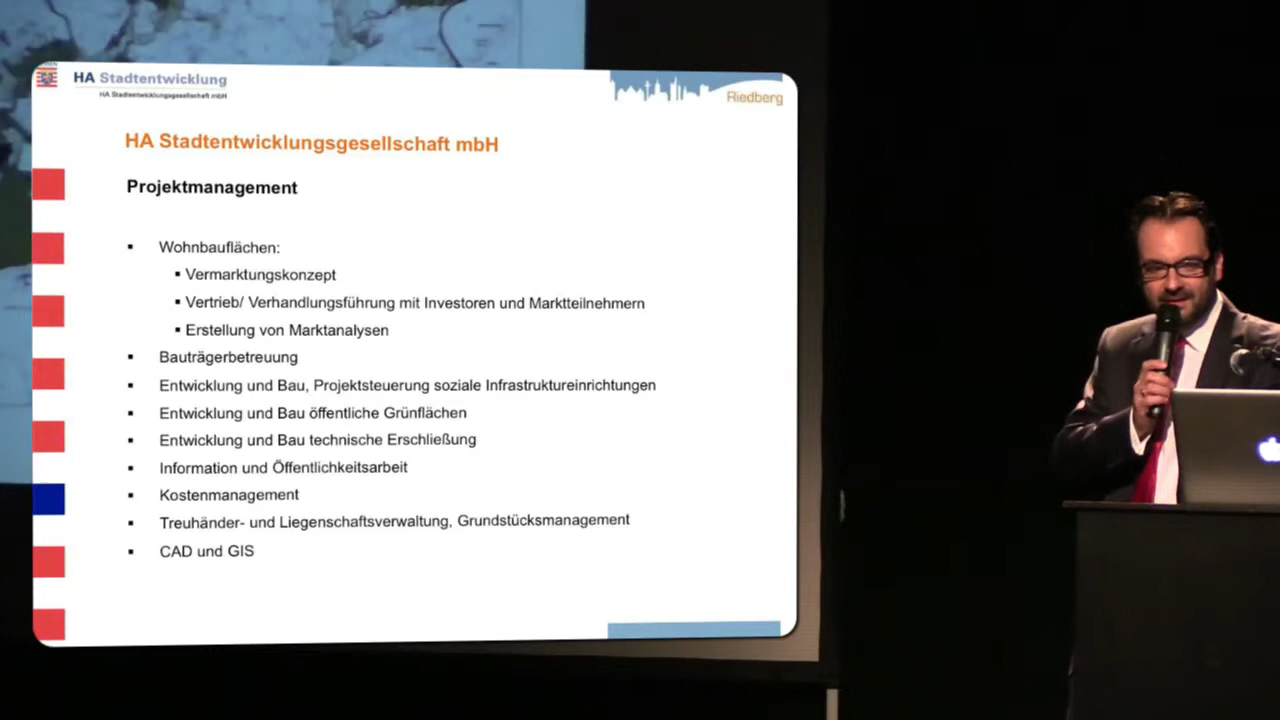 HA Stadtentwicklung
HA Stadtentwicklungsgesellschaft mbH
Riedberg
HA Stadtentwicklungsgesellschaft mbH
Projektmanagement
▪ Wohnbauflächen:
▪ Vermarktungskonzept
▪ Vertrieb/ Verhandlungsführung mit Investoren und Marktteilnehmern
▪ Erstellung von Marktanalysen
▪ Bauträgerbetreuung
▪ Entwicklung und Bau, Projektsteuerung soziale Infrastruktureinrichtungen
▪ Entwicklung und Bau öffentliche Grünflächen
▪ Entwicklung und Bau technische Erschließung
▪ Information und Öffentlichkeitsarbeit
▪ Kostenmanagement
▪ Treuhänder- und Liegenschaftsverwaltung, Grundstücksmanagement
▪ CAD und GIS